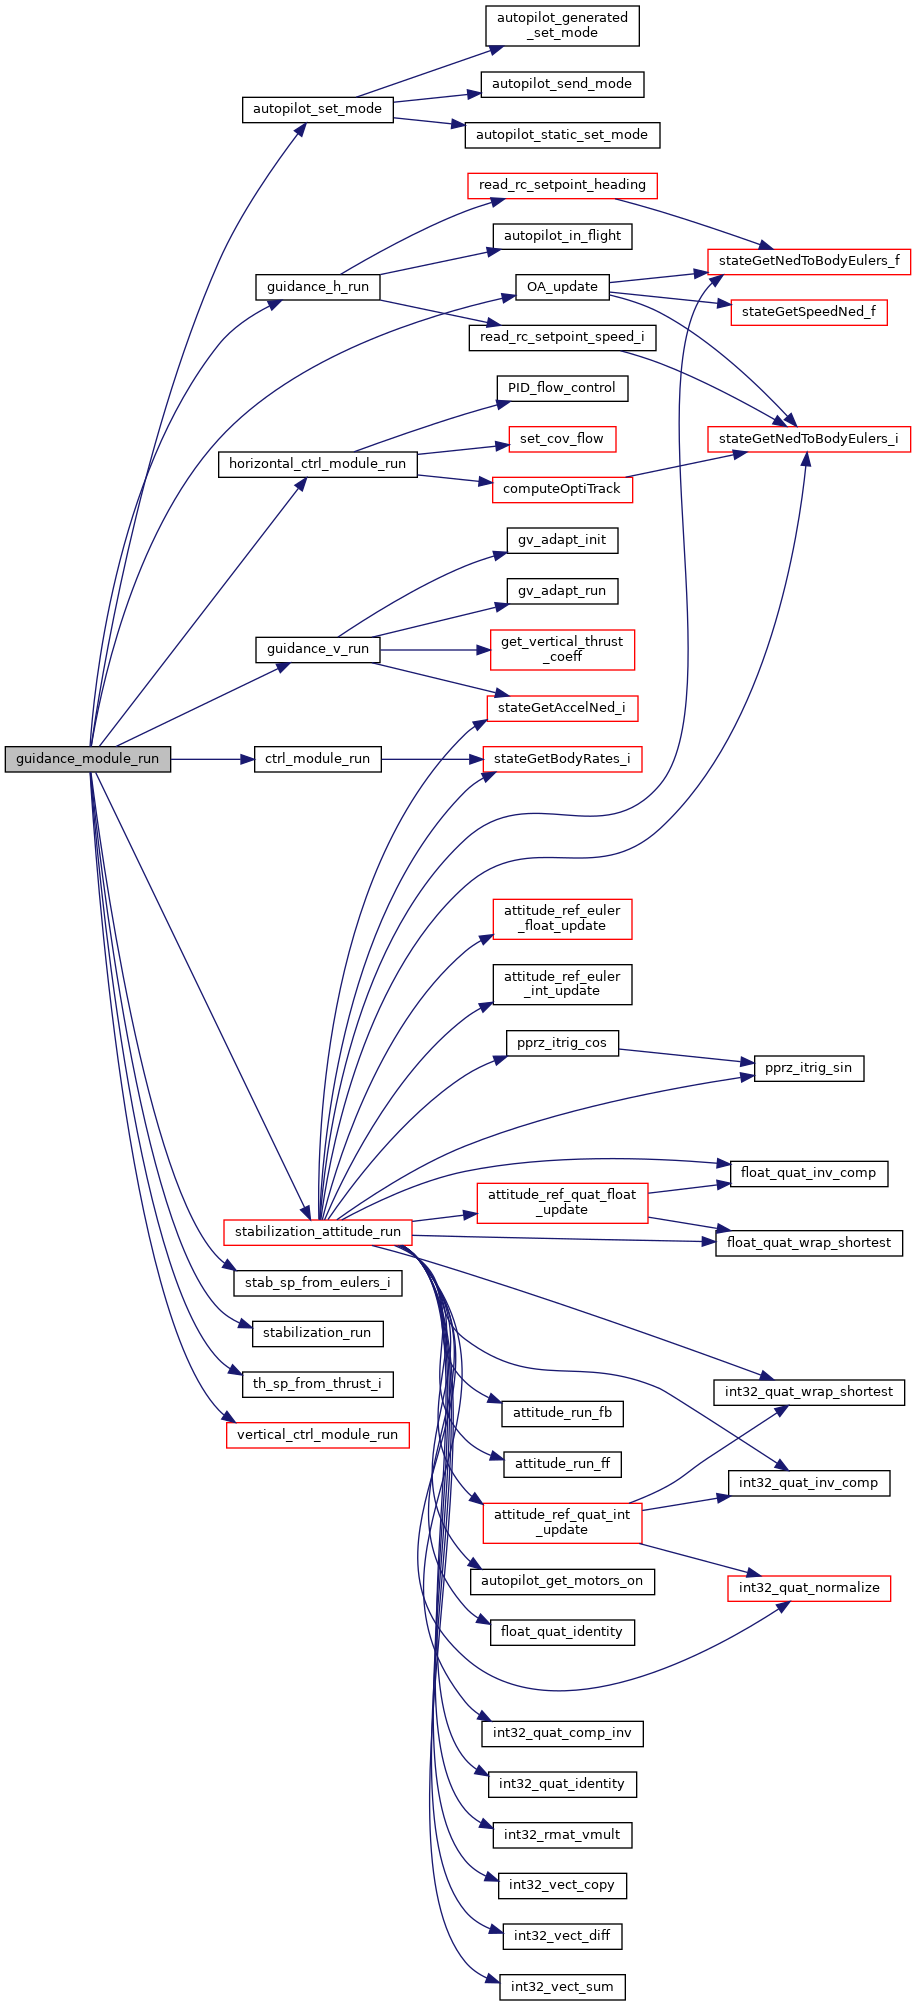 autopilot_generated
_set_mode
autopilot_send_mode
autopilot_set_mode
autopilot_static_set_mode
read_rc_setpoint_heading
autopilot_in_flight
stateGetNedToBodyEulers_f
guidance_h_run
OA_update
stateGetSpeedNed_f
read_rc_setpoint_speed_i
PID_flow_control
set_cov_flow
stateGetNedToBodyEulers_i
horizontal_ctrl_module_run
computeOptiTrack
gv_adapt_init
gv_adapt_run
guidance_v_run
get_vertical_thrust
_coeff
stateGetAccelNed_i
guidance_module_run
ctrl_module_run
stateGetBodyRates_i
attitude_ref_euler
_float_update
attitude_ref_euler
_int_update
pprz_itrig_cos
pprz_itrig_sin
float_quat_inv_comp
attitude_ref_quat_float
_update
stabilization_attitude_run
float_quat_wrap_shortest
stab_sp_from_eulers_i
stabilization_run
th_sp_from_thrust_i
int32_quat_wrap_shortest
attitude_run_fb
vertical_ctrl_module_run
attitude_run_ff
int32_quat_inv_comp
attitude_ref_quat_int
_update
autopilot_get_motors_on
int32_quat_normalize
float_quat_identity
int32_quat_comp_inv
int32_quat_identity
int32_rmat_vmult
int32_vect_copy
int32_vect_diff
int32_vect_sum